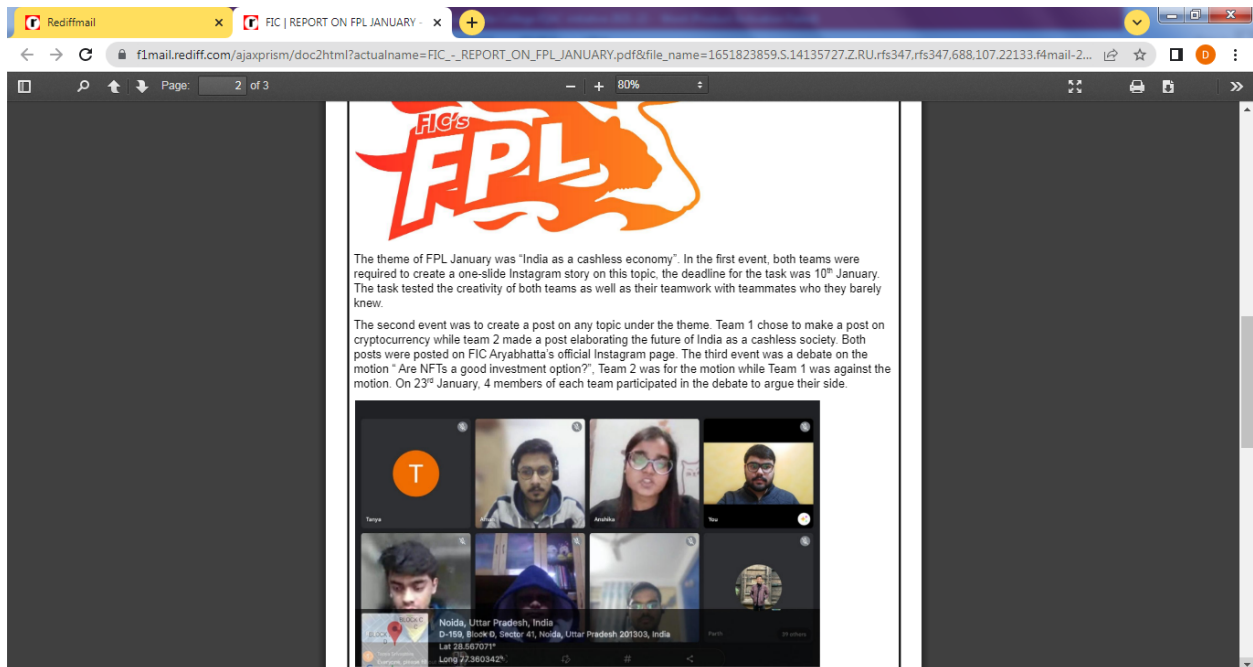 Rediffmail
FIC | REPORT ON FPL JANUARY -
f1mail.rediff.com/ajaxprism/doc2html?actualname=FIC_-_REPORT_ON_FPL_JANUARY.pdf&file_name=1651823859.S.14135727.Z.RU.rfs347,rfs347,688,107.22133.f4mail-2...
D
Page: 2 of 3
80%
FIC's
FPL
The theme of FPL January was “India as a cashless economy”. In the first event, both teams were
required to create a one-slide Instagram story on this topic, the deadline for the task was 10th January.
The task tested the creativity of both teams as well as their teamwork with teammates who they barely
knew.
The second event was to create a post on any topic under the theme. Team 1 chose to make a post on
cryptocurrency while team 2 made a post elaborating the future of India as a cashless society. Both
posts were posted on FIC Aryabhatta’s official Instagram page. The third event was a debate on the
motion “ Are NFTs a good investment option?”, Team 2 was for the motion while Team 1 was against the
motion. On 23rd January, 4 members of each team participated in the debate to argue their side.
T
Tanya
Anshika
You
BLOCK C
BLOCK D
Noida, Uttar Pradesh, India
D-159, Block D, Sector 41, Noida, Uttar Pradesh 201303, India
Lat 28.567071°
Long 77.360342°
Parth
39 others